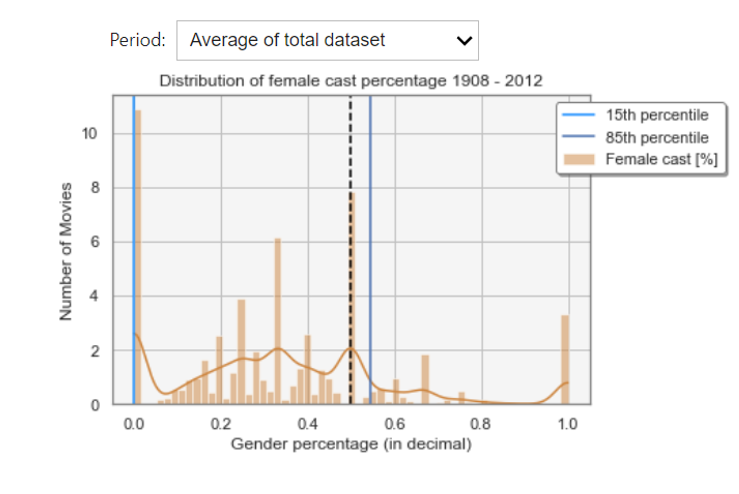 Period: Average of total dataset
Distribution of female cast percentage 1908 - 2012
15th percentile
85th percentile
Female cast [%]
Number of Movies
10
8
6
4
2
0
0.0 0.2 0.4 0.6 0.8 1.0
Gender percentage (in decimal)